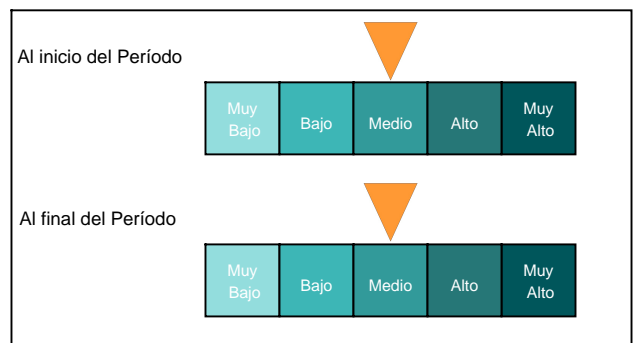 Al inicio del Período
Muy Bajo
Bajo
Medio
Alto
Muy Alto
Al final del Período
Muy Bajo
Bajo
Medio
Alto
Muy Alto